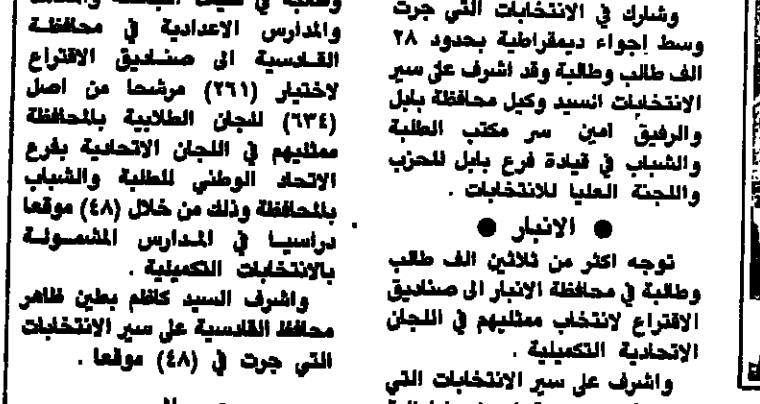 وشارك في الانتخابات التي جرت
وسط اجواء ديمقراطية بحدود ٢٨
الف طالب وطالبة وقد اشرف على سير
الانتخابات السيد وكيل محافظة بابل
والرفيق امين سر مكتب الطلبة
والشباب في قيادة فرع بابل للحزب
واللجنة العليا للانتخابات .
● الانبار ●
توجه اكثر من ثلاثين الف طالب
وطالبة في محافظة الانبار الى صناديق
الاقتراع لانتخاب ممثليهم في اللجان
الاتحادية التكميلية .
واشرف على سير الانتخابات التي
والمدارس الاعدادية في محافظة
القادسية الى صناديق الاقتراع
لاختيار (٢٦١) مرشحا من اصل
(٦٣٤) للجان الطلابية بالمحافظة
ممثليهم في اللجان الاتحادية بفرع
الاتحاد الوطني للطلبة والشباب
بالمحافظة وذلك من خلال (٤٨) موقعا
دراسيا في المدارس المشمولة
بالانتخابات التكميلية .
واشرف السيد كاظم بطين ظاهر
محافظ القادسية على سير الانتخابات
التي جرت في (٤٨) موقعا .